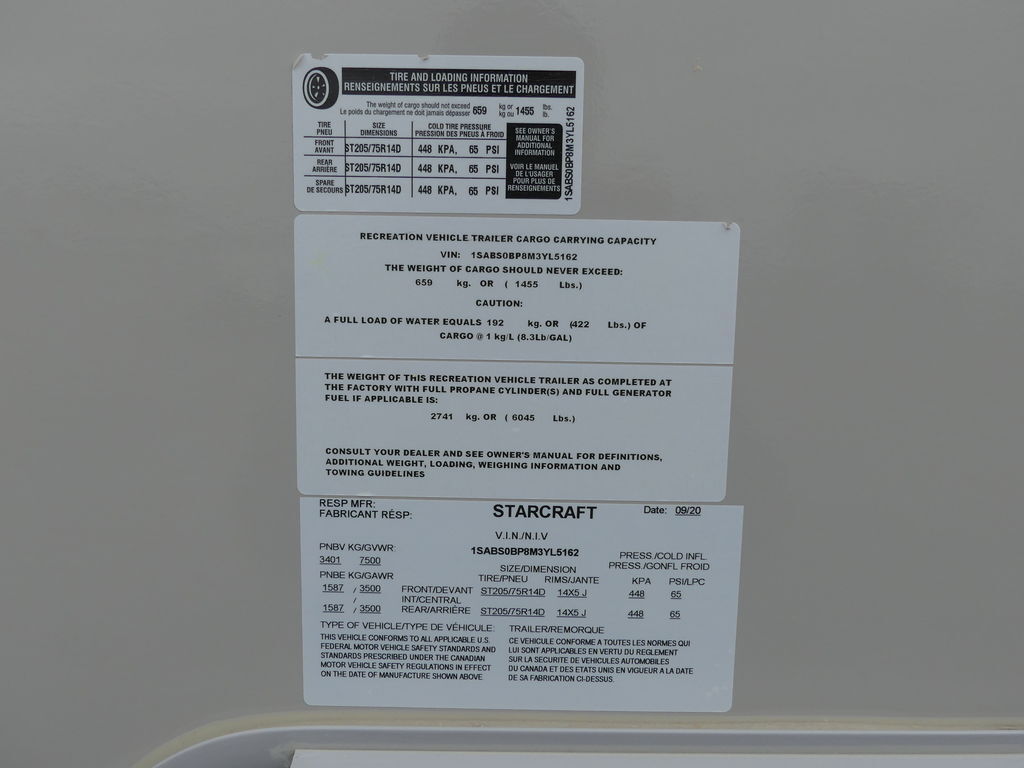 TIRE AND LOADING INFORMATION
RENSEIGNEMENTS SUR LES PNEUS ET LE CHARGEMENT
The weight of cargo should not exceed 659 kg or 1455 lbs.
Le poids du chargement ne doit jamais dépasser kg ou lb.
TIRE SIZE COLD TIRE PRESSURE
PNEU DIMENSIONS PRESSION DES PNEUS À FROID
FRONT
AVANT ST205/75R14D 448 KPA, 65 PSI
REAR
ARRIÈRE ST205/75R14D 448 KPA, 65 PSI
SPARE
DE SECOURS ST205/75R14D 448 KPA, 65 PSI
SEE OWNER'S
MANUAL FOR
ADDITIONAL
INFORMATION
VOIR LE MANUEL
DE L'USAGER
POUR PLUS DE
RENSEIGNEMENTS
1SABS0BP8M3YL5162
RECREATION VEHICLE TRAILER CARGO CARRYING CAPACITY
VIN: 1SABS0BP8M3YL5162
THE WEIGHT OF CARGO SHOULD NEVER EXCEED:
659 kg. OR ( 1455 Lbs.)
CAUTION:
A FULL LOAD OF WATER EQUALS 192 kg. OR (422 Lbs.) OF
CARGO @ 1 kg/L (8.3Lb/GAL)
THE WEIGHT OF THIS RECREATION VEHICLE TRAILER AS COMPLETED AT
THE FACTORY WITH FULL PROPANE CYLINDER(S) AND FULL GENERATOR
FUEL IF APPLICABLE IS:
2741 kg. OR ( 6045 Lbs.)
CONSULT YOUR DEALER AND SEE OWNER'S MANUAL FOR DEFINITIONS,
ADDITIONAL WEIGHT, LOADING, WEIGHING INFORMATION AND
TOWING GUIDELINES
RESP MFR:
FABRICANT RÉSP: STARCRAFT Date: 09/20
V.I.N./N.I.V
1SABS0BP8M3YL5162
PNBV KG/GVWR:
3401 7500
PRESS./COLD INFL.
PRESS./GONFL FROID
SIZE/DIMENSION
PNBE KG/GAWR TIRE/PNEU RIMS/JANTE KPA PSI/LPC
1587 / 3500 FRONT/DEVANT ST205/75R14D 14X5 J 448 65
/ INT/CENTRAL
1587 / 3500 REAR/ARRIÈRE ST205/75R14D 14X5 J 448 65
TYPE OF VEHICLE/TYPE DE VÉHICULE: TRAILER/REMORQUE
THIS VEHICLE CONFORMS TO ALL APPLICABLE U.S.
FEDERAL MOTOR VEHICLE SAFETY STANDARDS AND
STANDARDS PRESCRIBED UNDER THE CANADIAN
MOTOR VEHICLE SAFETY REGULATIONS IN EFFECT
ON THE DATE OF MANUFACTURE SHOWN ABOVE
CE VEHICULE CONFORME A TOUTES LES NORMES QUI
LUI SONT APPLICABLES EN VERTU DU REGLEMENT
SUR LA SECURITE DE VEHICULES AUTOMOBILES
DU CANADA ET DES ETATS UNIS EN VIGUEUR A LA DATE
DE SA FABRICATION CI-DESSUS.